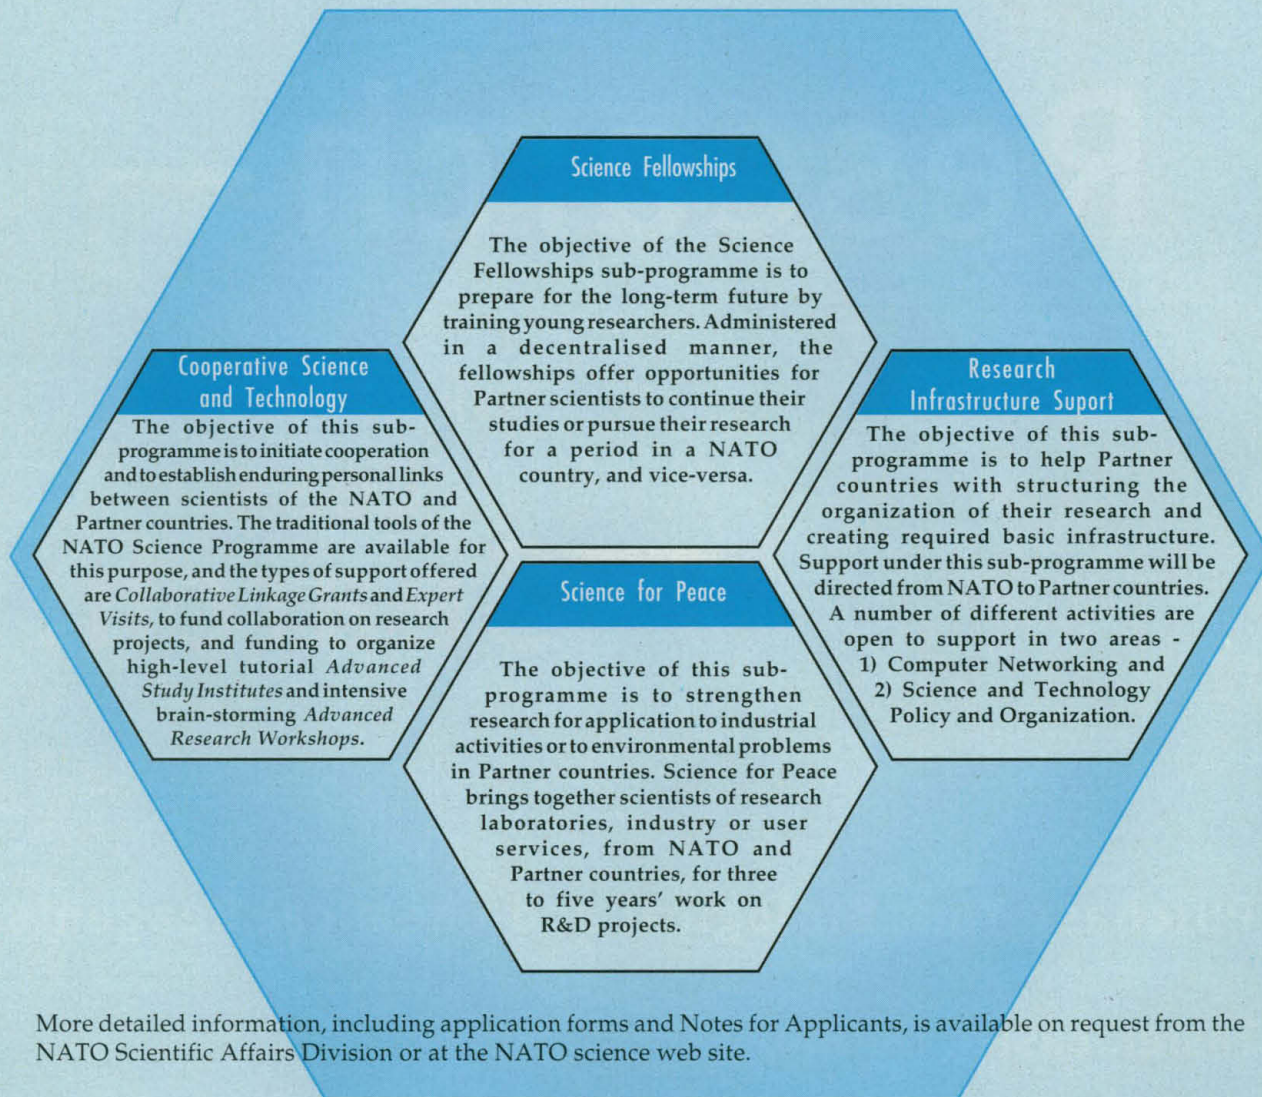 Science Fellowships
The objective of the Science
Fellowships sub-programme is to
prepare for the long-term future by
training young researchers. Administered
in a decentralised manner, the
fellowships offer opportunities for
Partner scientists to continue their
studies or pursue their research
for a period in a NATO
country, and vice-versa.
Cooperative Science
and Technology
The objective of this sub-
programme is to initiate cooperation
and to establish enduring personal links
between scientists of the NATO and
Partner countries. The traditional tools of the
NATO Science Programme are available for
this purpose, and the types of support offered
are Collaborative Linkage Grants and Expert
Visits, to fund collaboration on research
projects, and funding to organize
high-level tutorial Advanced
Study Institutes and intensive
brain-storming Advanced
Research Workshops.
Research
Infrastructure Suport
The objective of this sub-
programme is to help Partner
countries with structuring the
organization of their research and
creating required basic infrastructure.
Support under this sub-programme will be
directed from NATO to Partner countries.
A number of different activities are
open to support in two areas -
1) Computer Networking and
2) Science and Technology
Policy and Organization.
Science for Peace
The objective of this sub-
programme is to strengthen
research for application to industrial
activities or to environmental problems
in Partner countries. Science for Peace
brings together scientists of research
laboratories, industry or user
services, from NATO and
Partner countries, for three
to five years' work on
R&D projects.
More detailed information, including application forms and Notes for Applicants, is available on request from the
NATO Scientific Affairs Division or at the NATO science web site.